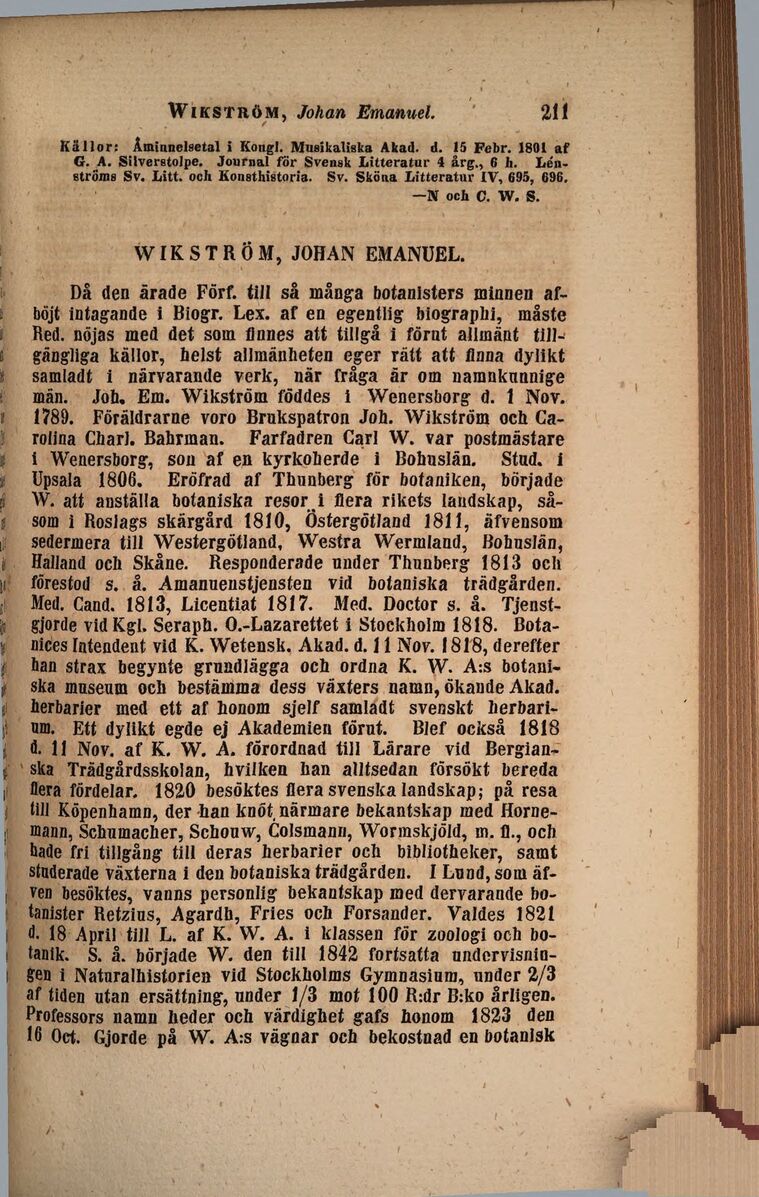 WIKSTRÖM, Johan Emanuel. 211
Källor: Åminnelsetal i Kongl. Musikaliska Akad. d. 15 Febr. 1801 af
G. A. Silverstolpe. Journal för Svensk Litteratur 4 årg., 6 h. Lén-
ströms Sv. Litt. och Konsthistoria. Sv. Sköna Litteratur IV, 695, 696.
—N och C. W. S.
WIKSTRÖM, JOHAN EMANUEL.
Då den ärade Förf. till så många botanisters minnen af-
böjt intagande i Biogr. Lex. af en egentlig biographi, måste
Red. nöjas med det som finnes att tillgå i förut allmänt till-
gängliga källor, helst allmänheten eger rätt att finna dylikt
samladt i närvarande verk, när fråga är om namnkunnige
män. Joh. Em. Wikström föddes i Wenersborg d. 1 Nov.
1789. Föräldrarne voro Brukspatron Joh. Wikström och Ca-
rolina Charl. Bahrman. Farfadren Carl W. var postmästare
i Wenersborg, son af en kyrkoherde i Bohuslän. Stud. i
Upsala 1806. Eröfrad af Thunberg för botaniken, började
W. att anställa botaniska resor i flera rikets landskap, så-
som i Roslags skärgård 1810, Östergötland 1811, äfvensom
sedermera till Westergötland, Westra Wermland, Bohuslän,
Halland och Skåne. Responderade under Thunberg 1813 och
förestod s. å. Amanuenstjensten vid botaniska trädgården.
Med. Cand. 1813, Licentiat 1817. Med. Doctor s. å. Tjenst-
gjorde vid Kgl. Seraph. O.-Lazarettet i Stockholm 1818. Bota-
nices Intendent vid K. Wetensk. Akad. d. 11 Nov. 1818, derefter
han strax begynte grundlägga och ordna K. W. A:s botani-
ska museum och bestämma dess växters namn, ökande Akad.
herbarier med ett af honom sjelf samladt svenskt herbari-
um. Ett dylikt egde ej Akademien förut. Blef också 1818
d. 11 Nov. af K. W. A. förordnad till Lärare vid Bergian-
ska Trädgårdsskolan, hvilken han alltsedan försökt bereda
flera fördelar. 1820 besöktes flera svenska landskap; på resa
till Köpenhamn, der han knöt närmare bekantskap med Horne-
mann, Schumacher, Schouw, Colsmann, Wormskjöld, m. fl., och
hade fri tillgång till deras herbarier och bibliotheker, samt
studerade växterna i den botaniska trädgården. I Lund, som äf-
ven besöktes, vanns personlig bekantskap med dervarande bo-
tanister Retzius, Agardh, Fries och Forsander. Valdes 1821
d. 18 April till L. af K. W. A. i klassen för zoologi och bo-
tanik. S. å. började W. den till 1842 fortsatta undervisnin-
gen i Naturalhistorien vid Stockholms Gymnasium, under 2/3
af tiden utan ersättning, under 1/3 mot 100 R:dr B:ko årligen.
Professors namn heder och värdighet gafs honom 1823 den
16 Oct. Gjorde på W. A:s vägnar och bekostnad en botanisk